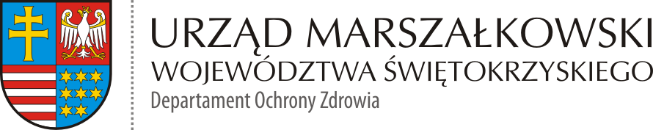 URZĄD MARSZAŁKOWSKI
WOJEWÓDZTWA ŚWIĘTOKRZYSKIEGO
Departament Ochrony Zdrowia